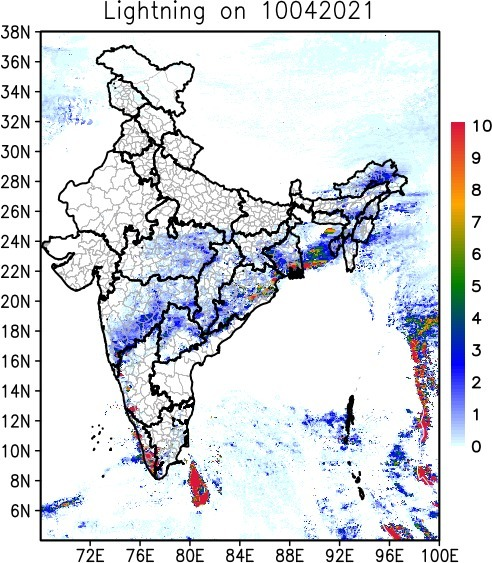 Lightning on 10042021
38N
36N
34N
32N
30N
28N
26N
24N
22N
20N
18N
16N
14N
12N
10N
8N
6N
72E 76E 80E 84E 88E 92E 96E 100E
10
9
8
7
6
5
4
3
2
1
0